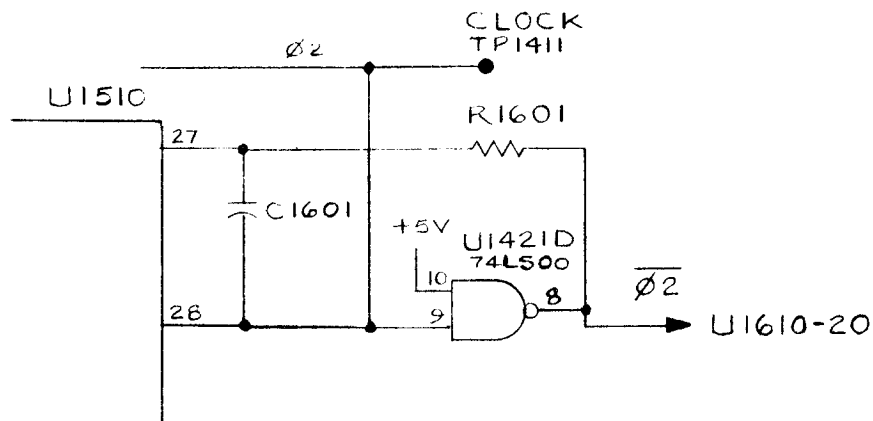 CLOCK
TP1411
Ø2
U1510
27
R1601
C1601
+5V
U1421D
74LS00
10
9
8
Ø2̅
28
U1610-20